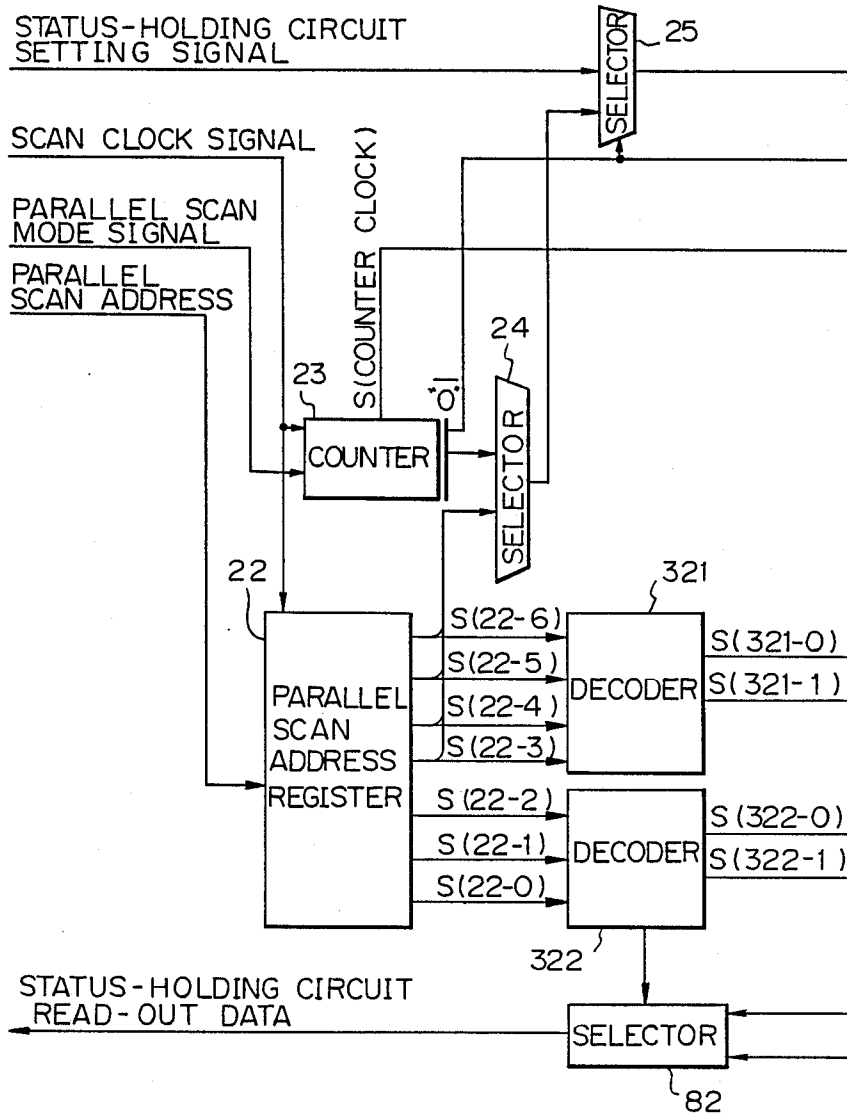 STATUS-HOLDING CIRCUIT
SETTING SIGNAL
SELECTOR
25
SCAN CLOCK SIGNAL
PARALLEL SCAN
MODE SIGNAL
PARALLEL
SCAN ADDRESS
S(COUNTER CLOCK)
23
COUNTER
"0"
24
SELECTOR
22
PARALLEL
SCAN
ADDRESS
REGISTER
S(22-6)
S(22-5)
S(22-4)
S(22-3)
S(22-2)
S(22-1)
S(22-0)
321
DECODER
S(321-0)
S(321-1)
DECODER
S(322-0)
S(322-1)
322
STATUS-HOLDING CIRCUIT
READ-OUT DATA
SELECTOR
82